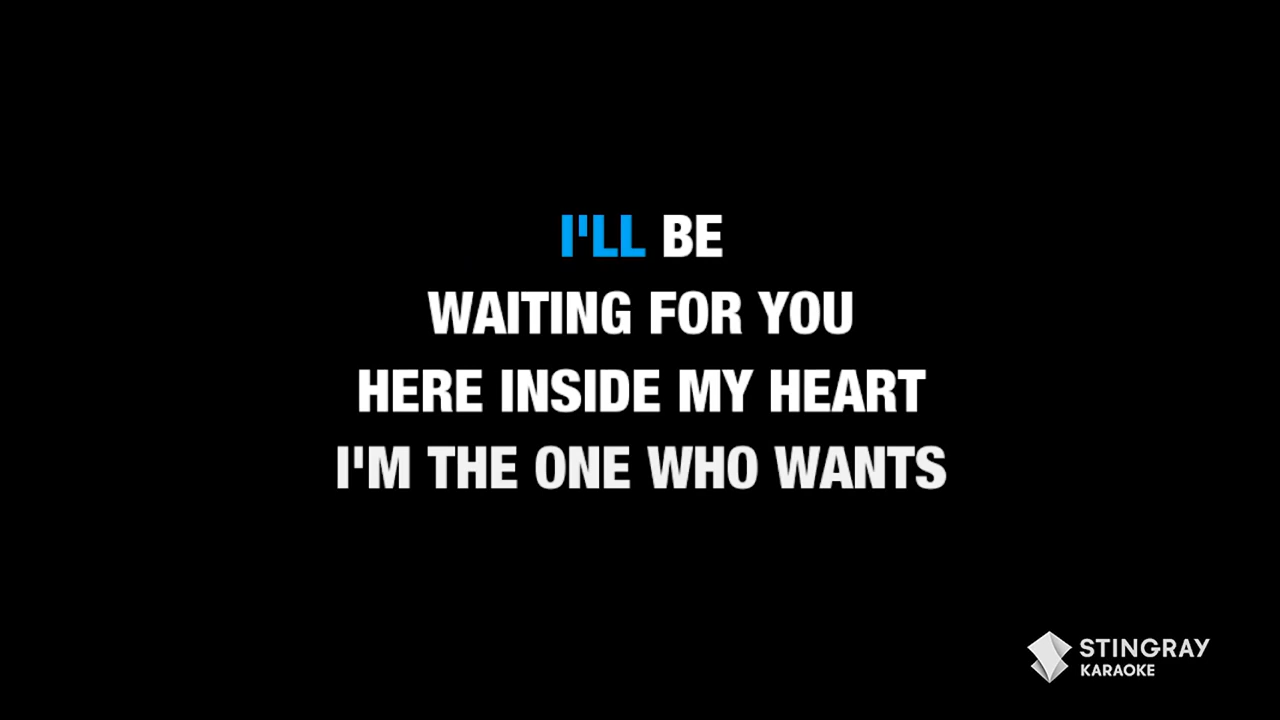 I'LL BE
WAITING FOR YOU
HERE INSIDE MY HEART
I'M THE ONE WHO WANTS
STINGRAY
KARAOKE